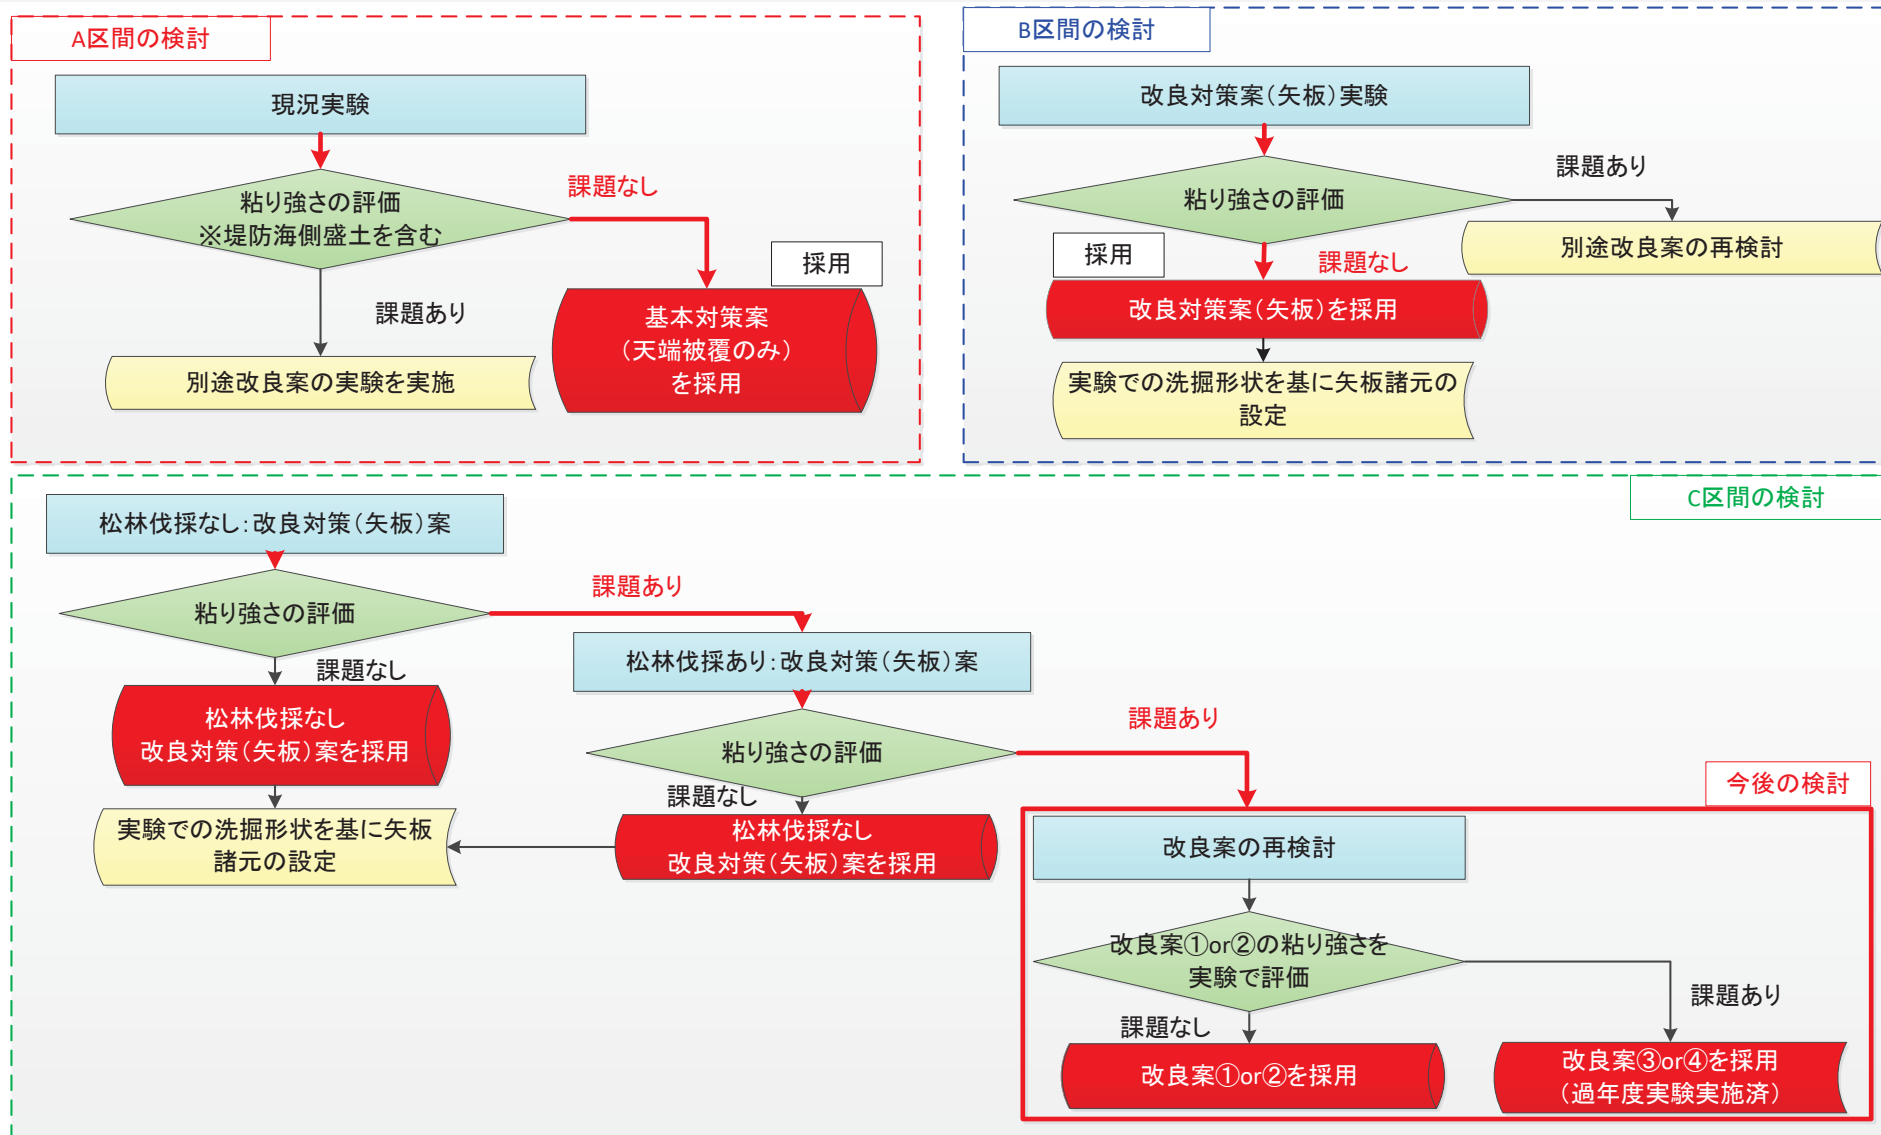 A区間の検討
現況実験
粘り強さの評価
※堤防海側盛土を含む
課題なし
採用
課題あり
基本対策案
（天端被覆のみ）
を採用
別途改良案の実験を実施
B区間の検討
改良対策案（矢板）実験
課題あり
粘り強さの評価
別途改良案の再検討
採用
課題なし
改良対策案（矢板）を採用
実験での洗掘形状を基に矢板諸元の
設定
C区間の検討
松林伐採なし：改良対策（矢板）案
粘り強さの評価
課題あり
課題なし
松林伐採なし
改良対策（矢板）案を採用
実験での洗掘形状を基に矢板
諸元の設定
松林伐採あり：改良対策（矢板）案
粘り強さの評価
課題あり
課題なし
松林伐採なし
改良対策（矢板）案を採用
今後の検討
改良案の再検討
改良案①or②の粘り強さを
実験で評価
課題あり
課題なし
改良案①or②を採用
改良案③or④を採用
（過年度実験実施済）